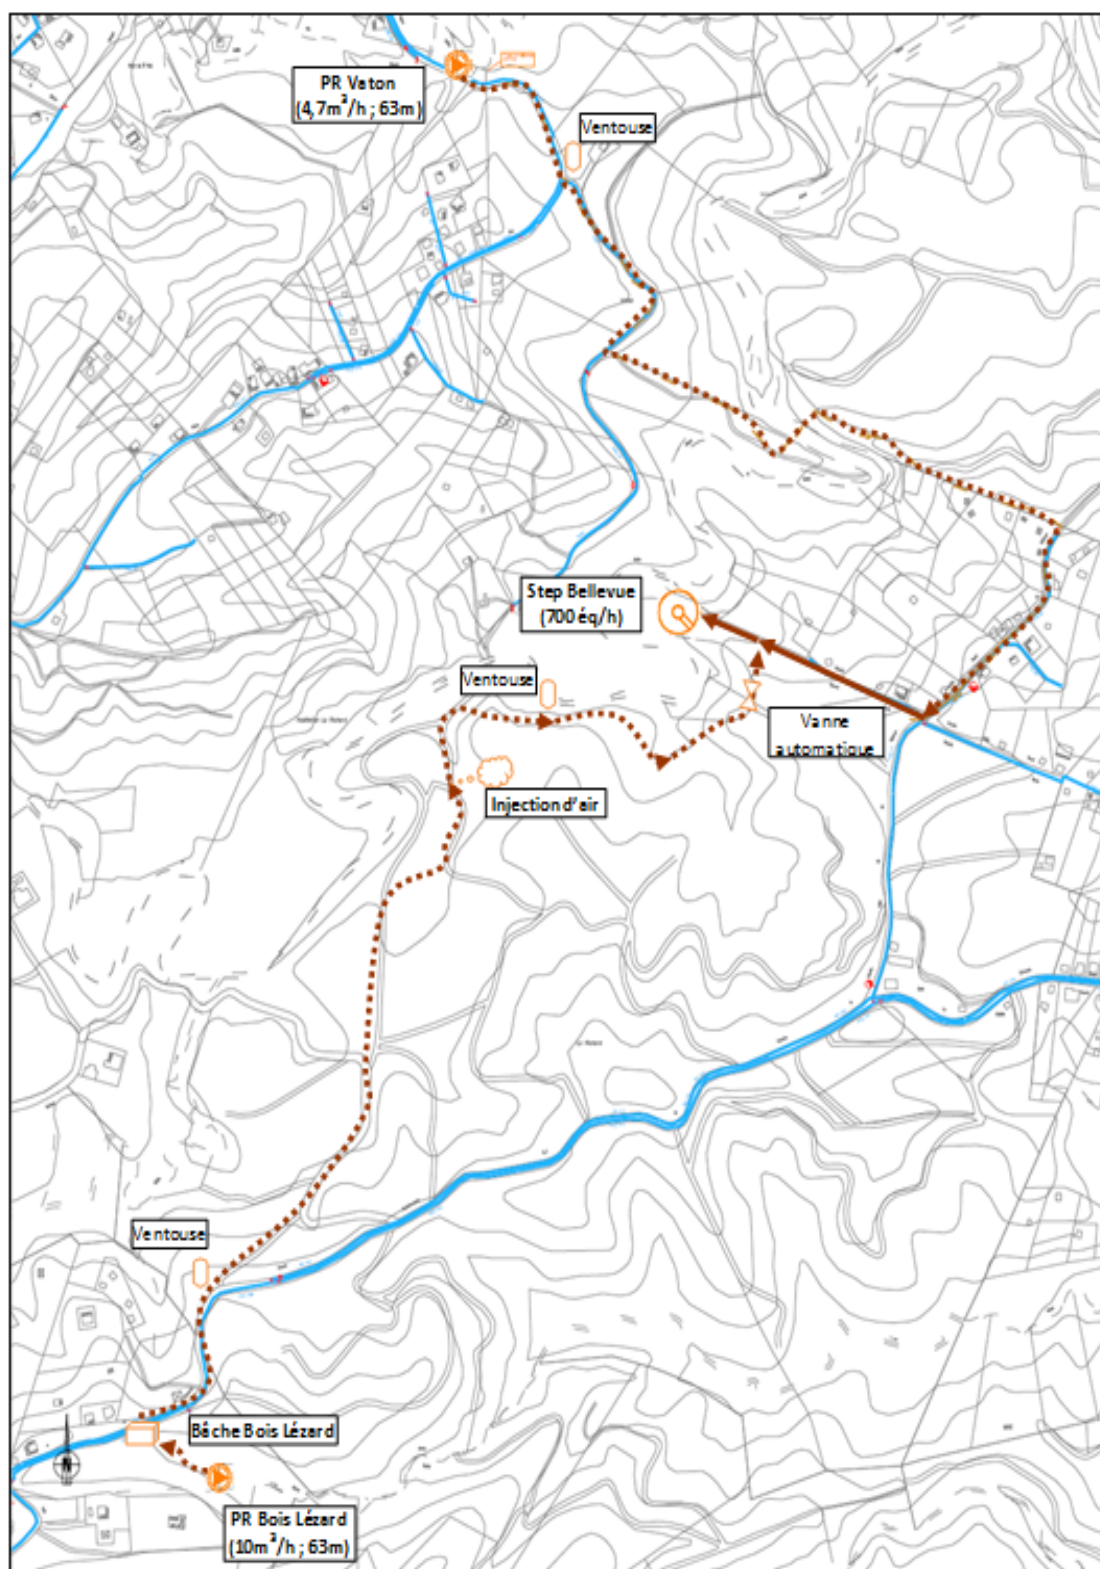 PR Vaton
(4,7m³/h ; 63m)
Ventouse
Step Bellevue
(700 éq/h)
Ventouse
Vanne
automatique
Injection d'air
Ventouse
Bâche Bois Lézard
N
PR Bois Lézard
(10m³/h ; 63m)